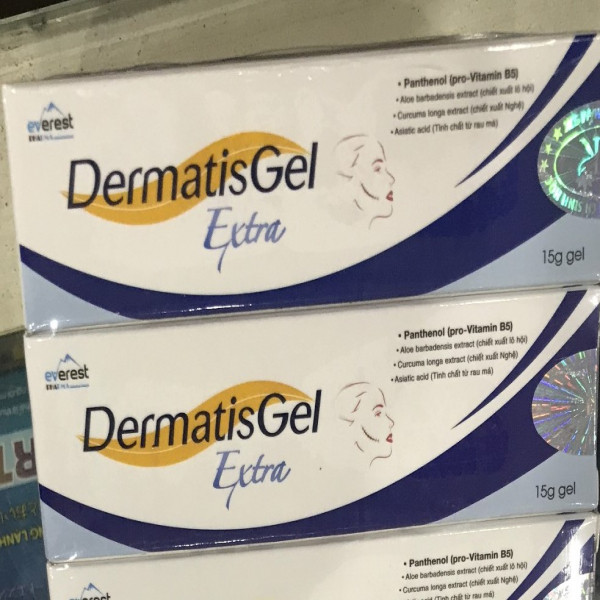 everest
• Panthenol (pro-Vitamin B5)
• Aloe barbadensis extract (chiết xuất lô hội)
• Curcuma longa extract (chiết xuất Nghệ)
• Asiatic acid (Tinh chất từ rau má)
DermatisGel
Extra
15g gel
everest
• Panthenol (pro-Vitamin B5)
• Aloe barbadensis extract (chiết xuất lô hội)
• Curcuma longa extract (chiết xuất Nghệ)
• Asiatic acid (Tinh chất từ rau má)
DermatisGel
Extra
15g gel
everest
• Panthenol (pro-Vitamin B5)
• Aloe barbadensis extract (chiết xuất lô hội)
• Curcuma longa extract (chiết xuất Nghệ)